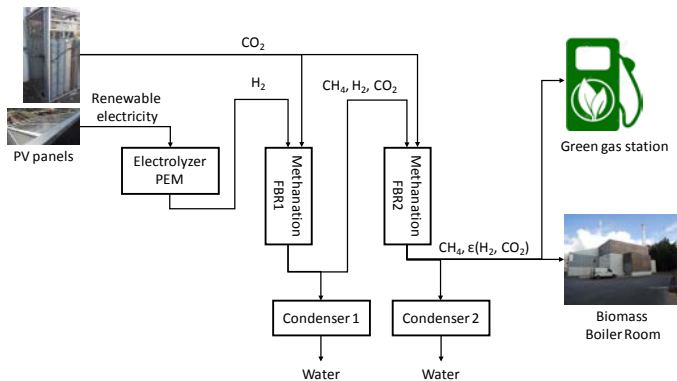 CO₂
H₂
CH₄, H₂, CO₂
Renewable
electricity
PV panels
Electrolyzer
PEM
Methanation
FBR1
Methanation
FBR2
Green gas station
CH₄, ε(H₂, CO₂)
Condenser 1
Condenser 2
Biomass
Boiler Room
Water
Water